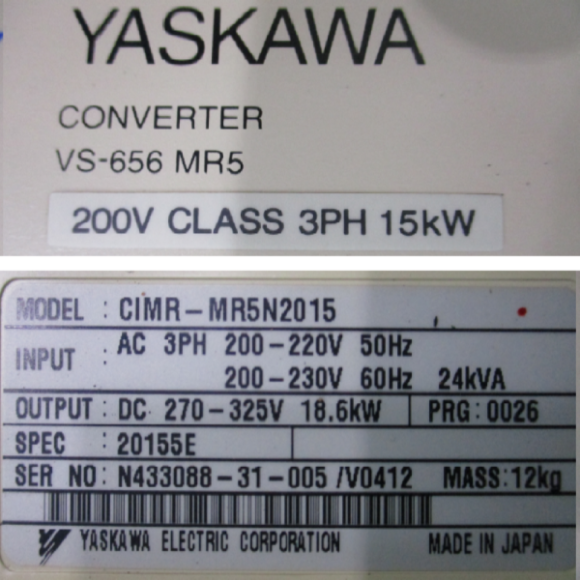 YASKAWA
CONVERTER
VS-656 MR5
200V CLASS 3PH 15kW
MODEL : CIMR-MR5N2015
INPUT : AC 3PH 200-220V 50Hz
200-230V 60Hz 24kVA
OUTPUT : DC 270-325V 18.6kW PRG:0026
SPEC : 20155E
SER NO: N433088-31-005 /V0412 MASS:12kg
YASKAWA ELECTRIC CORPORATION MADE IN JAPAN